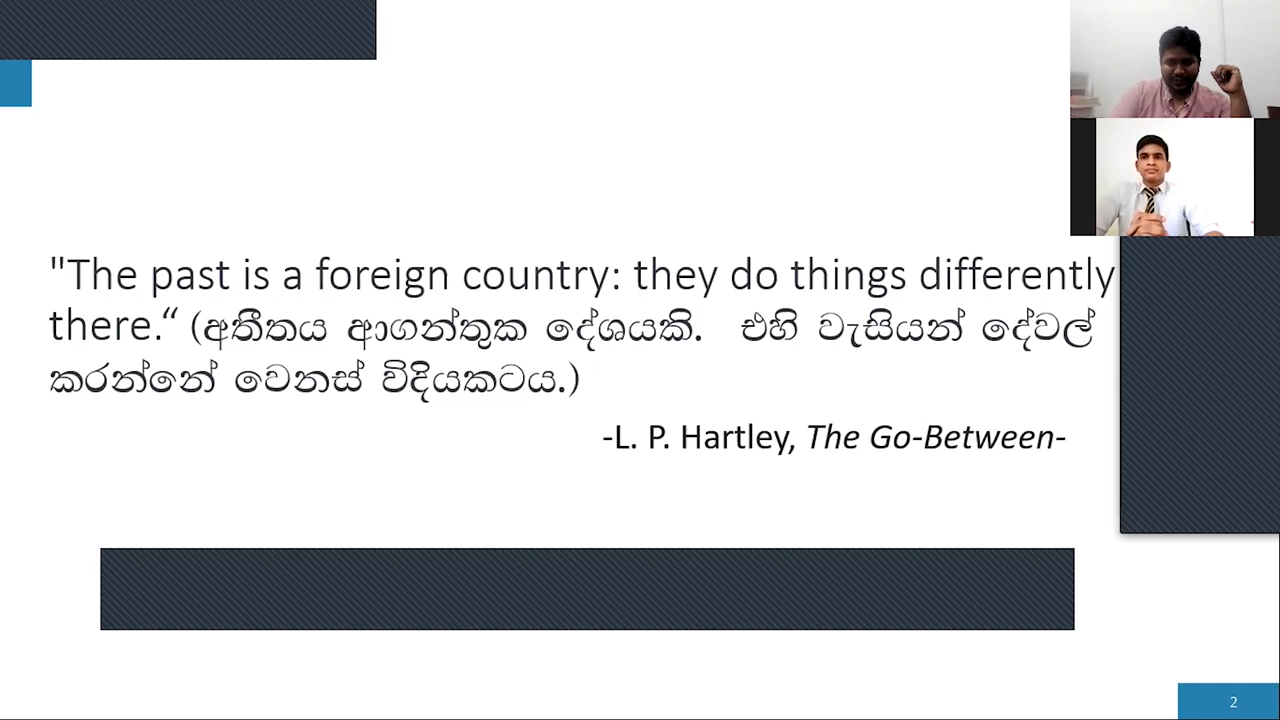 "The past is a foreign country: they do things differently
there.“ (අතීතය ආගන්තුක දේශයකි. එහි වැසියන් දේවල්
කරන්නේ වෙනස් විදියකටය.)
-L. P. Hartley, The Go-Between-
2